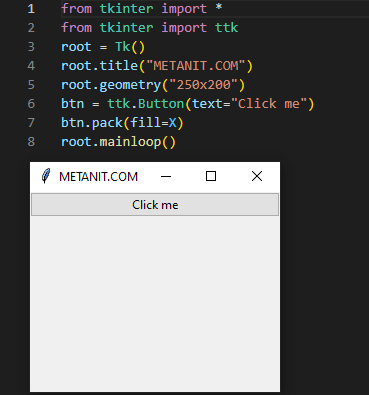 1 from tkinter import *
2 from tkinter import ttk
3 root = Tk()
4 root.title("METANIT.COM")
5 root.geometry("250x200")
6 btn = ttk.Button(text="Click me")
7 btn.pack(fill=X)
8 root.mainloop()
METANIT.COM
Click me